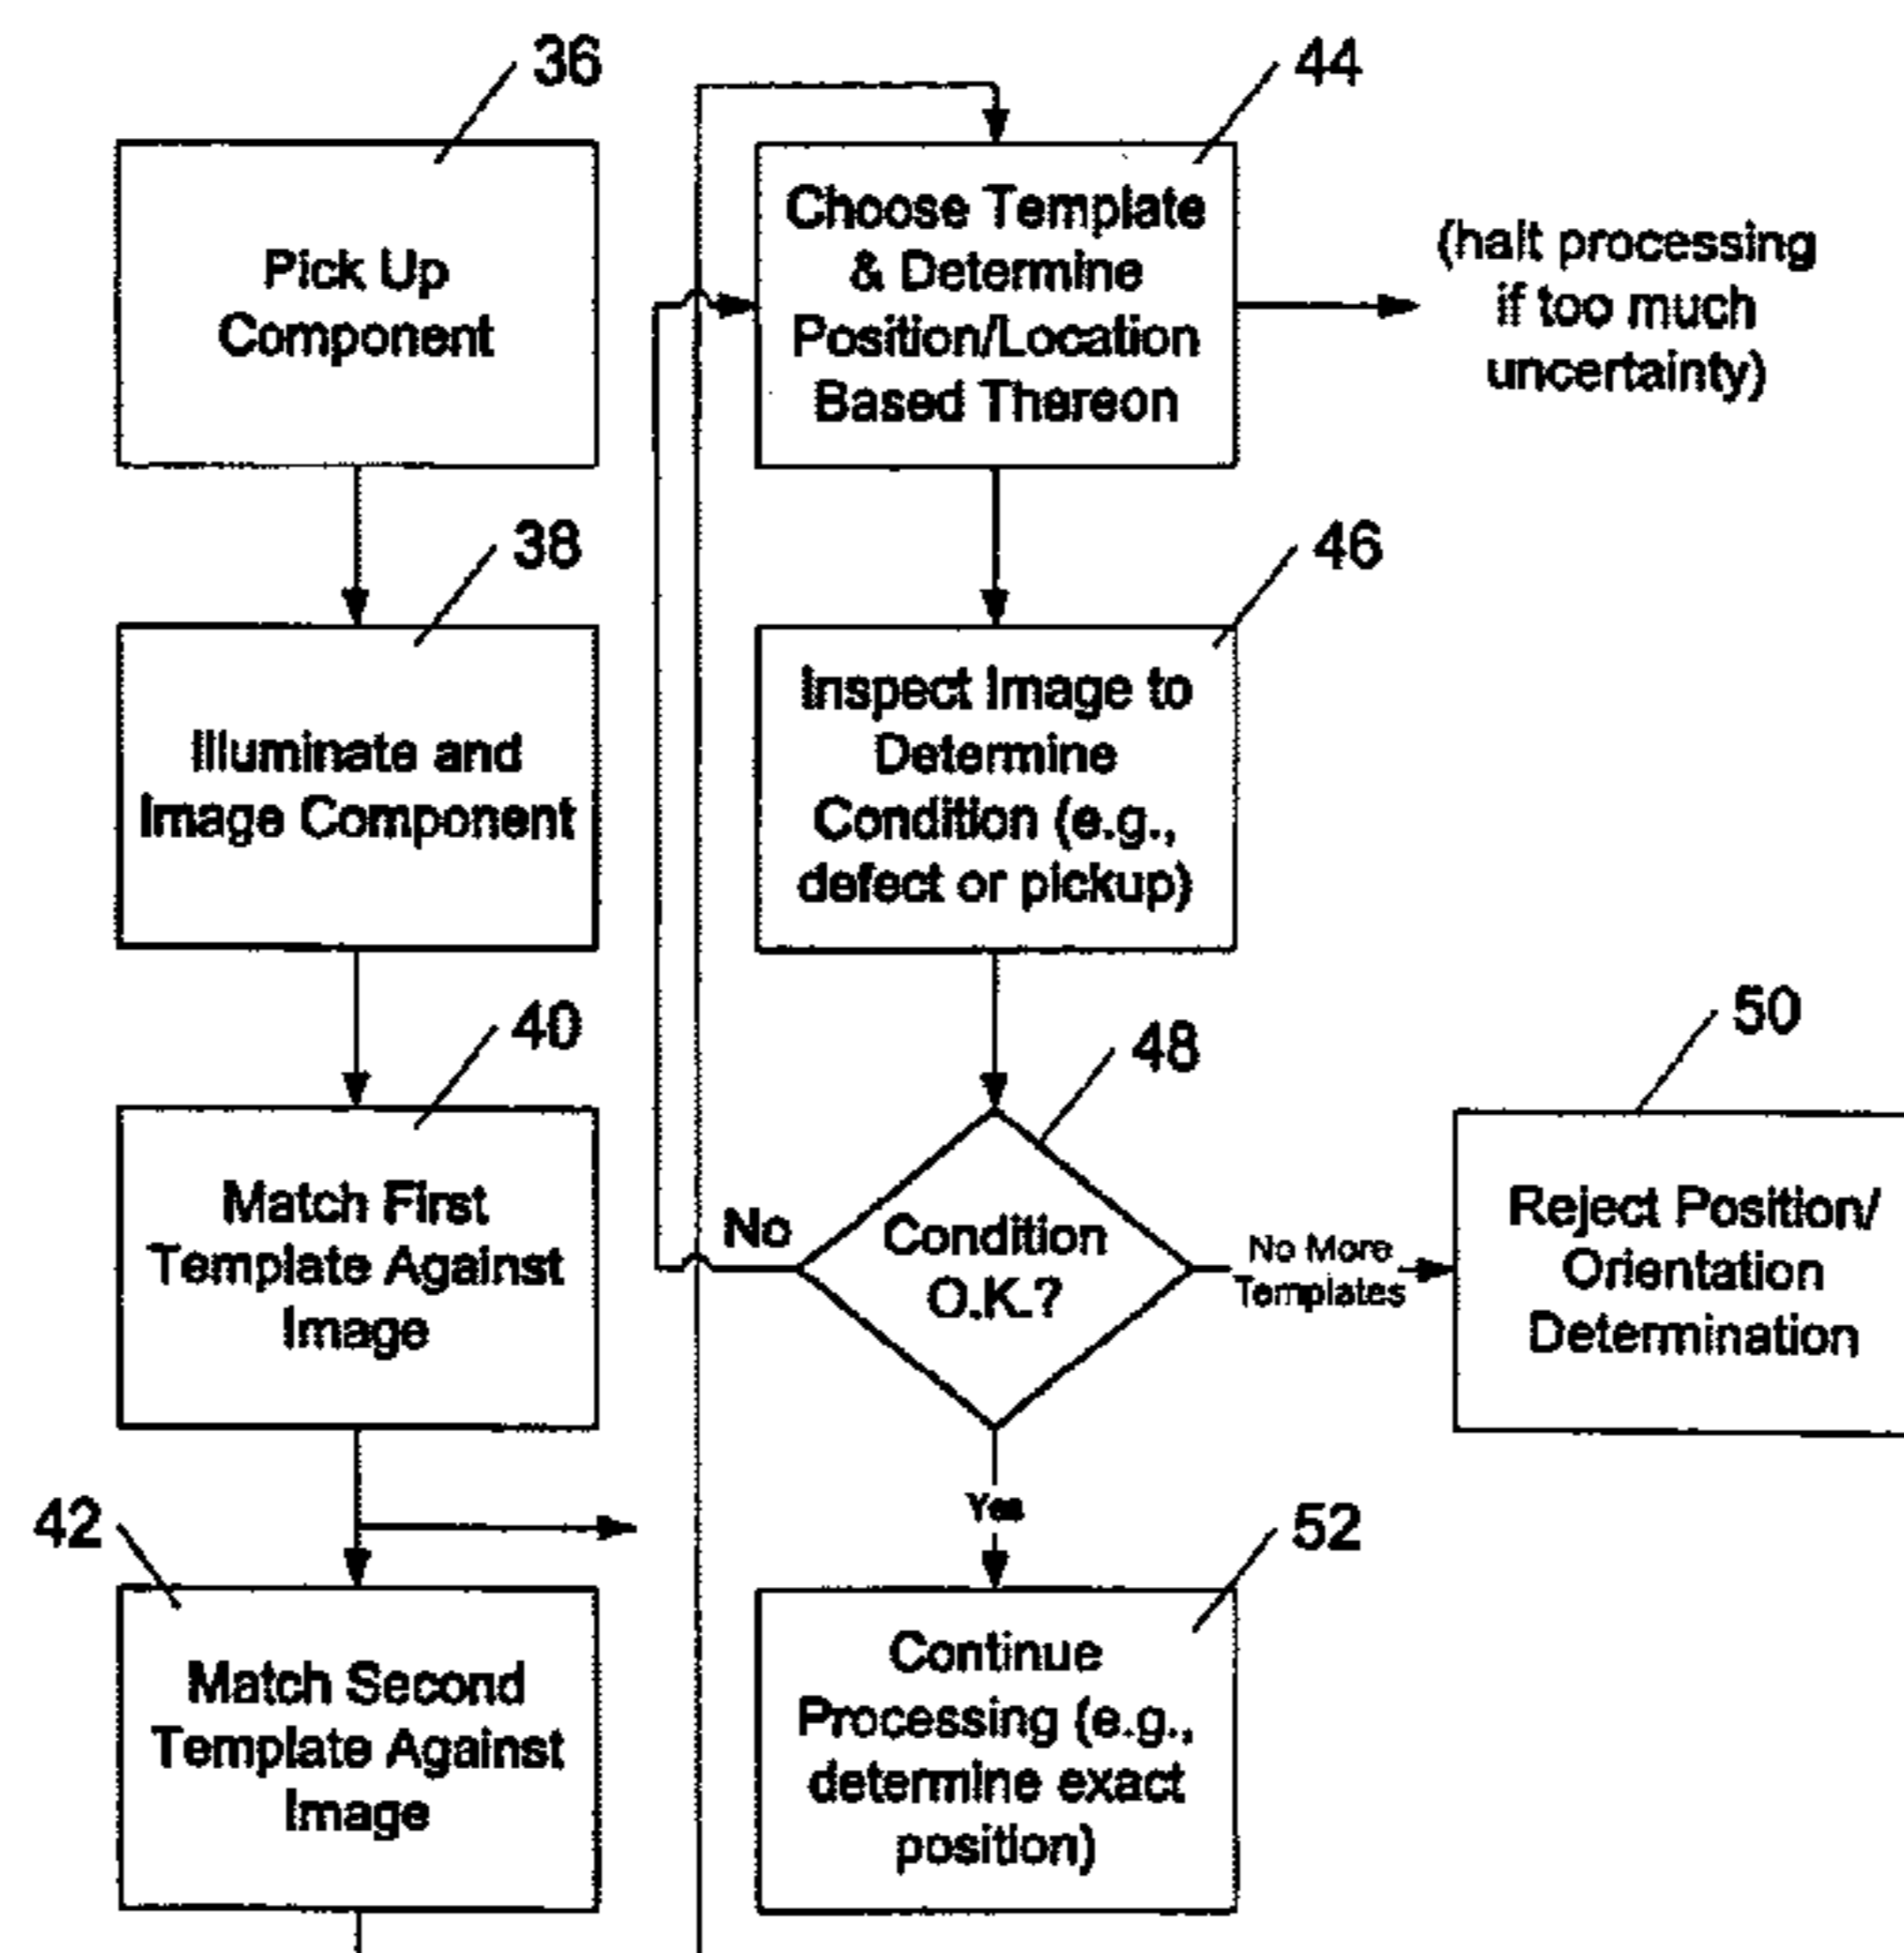 36
Pick Up
Component
38
Illuminate and
Image Component
40
Match First
Template Against
Image
42
Match Second
Template Against
Image
44
Choose Template
& Determine
Position/Location
Based Thereon
(halt processing
if too much
uncertainty)
46
Inspect Image to
Determine
Condition (e.g.,
defect or pickup)
48
Condition
O.K.?
No
No More
Templates
50
Reject Position/
Orientation
Determination
Yes
52
Continue
Processing (e.g.,
determine exact
position)